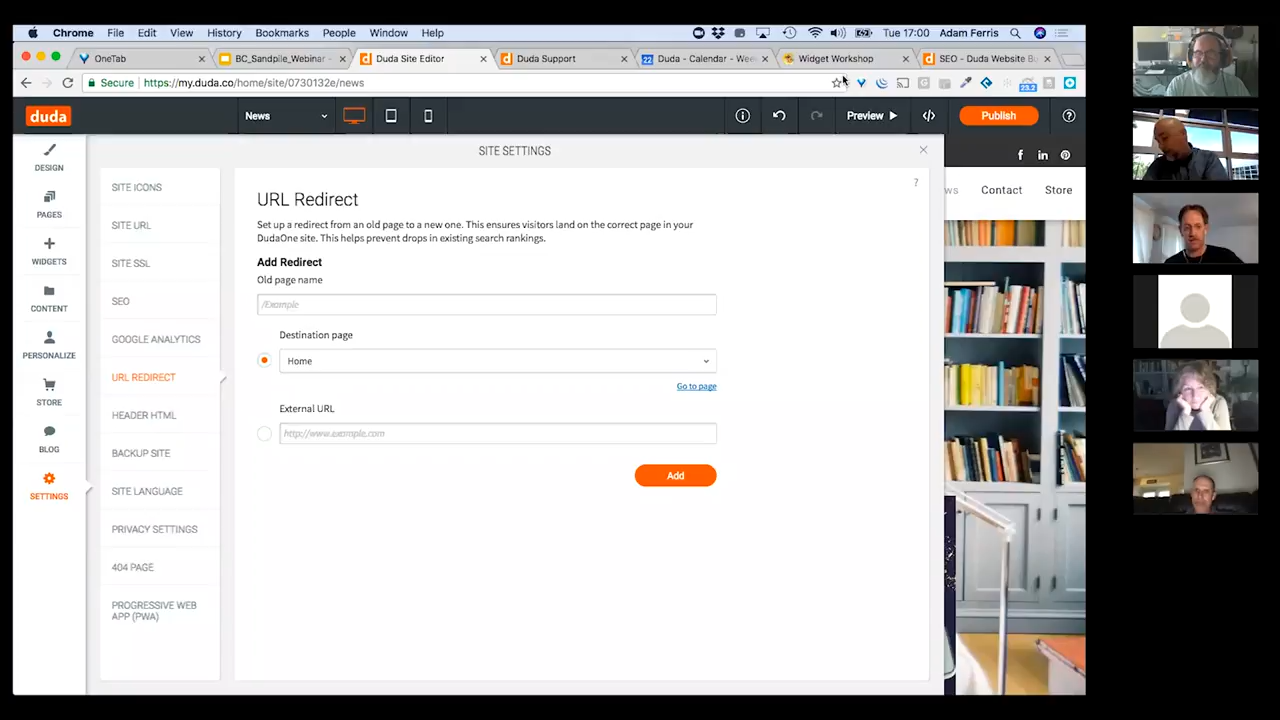 Chrome File Edit View History Bookmarks People Window Help Tue 17:00 Adam Ferris
OneTab
BC_Sandpile_Webinar -
Duda Site Editor
Duda Support
Duda - Calendar - Wee
Widget Workshop
SEO - Duda Website Bu
Secure https://my.duda.co/home/site/0730132e/news
23.2
duda
News
Preview
Publish
SITE SETTINGS
DESIGN
PAGES
WIDGETS
CONTENT
PERSONALIZE
STORE
BLOG
SETTINGS
SITE ICONS
SITE URL
SITE SSL
SEO
GOOGLE ANALYTICS
URL REDIRECT
HEADER HTML
BACKUP SITE
SITE LANGUAGE
PRIVACY SETTINGS
404 PAGE
PROGRESSIVE WEB
APP (PWA)
?
URL Redirect
Set up a redirect from an old page to a new one. This ensures visitors land on the correct page in your
DudaOne site. This helps prevent drops in existing search rankings.
Add Redirect
Old page name
/Example
Destination page
Home
Go to page
External URL
http://www.example.com
Add
ws Contact Store